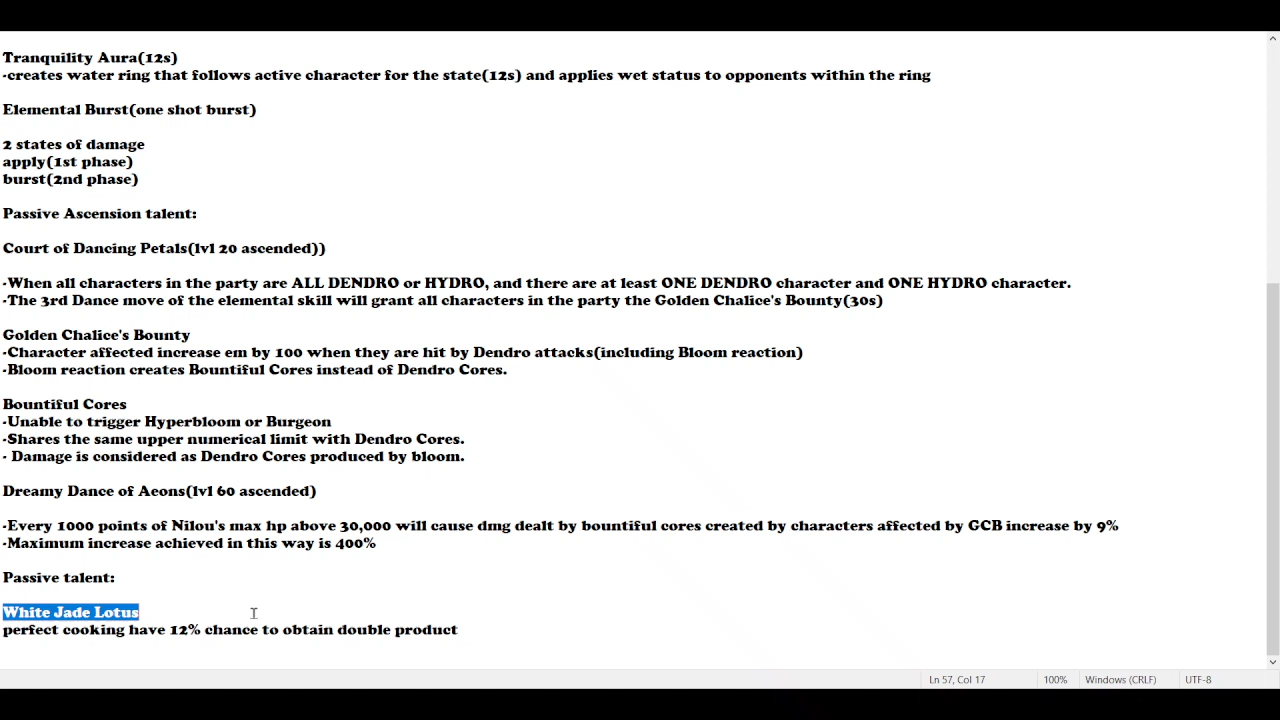 Tranquility Aura(12s)
-creates water ring that follows active character for the state(12s) and applies wet status to opponents within the ring
Elemental Burst(one shot burst)
2 states of damage
apply(1st phase)
burst(2nd phase)
Passive Ascension talent:
Court of Dancing Petals(lvl 20 ascended))
-When all characters in the party are ALL DENDRO or HYDRO, and there are at least ONE DENDRO character and ONE HYDRO character.
-The 3rd Dance move of the elemental skill will grant all characters in the party the Golden Chalice's Bounty(30s)
Golden Chalice's Bounty
-Character affected increase em by 100 when they are hit by Dendro attacks(including Bloom reaction)
-Bloom reaction creates Bountiful Cores instead of Dendro Cores.
Bountiful Cores
-Unable to trigger Hyperbloom or Burgeon
-Shares the same upper numerical limit with Dendro Cores.
- Damage is considered as Dendro Cores produced by bloom.
Dreamy Dance of Aeons(lvl 60 ascended)
-Every 1000 points of Nilou's max hp above 30,000 will cause dmg dealt by bountiful cores created by characters affected by GCB increase by 9%
-Maximum increase achieved in this way is 400%
Passive talent:
White Jade Lotus
perfect cooking have 12% chance to obtain double product
Ln 57, Col 17
100%
Windows (CRLF)
UTF-8